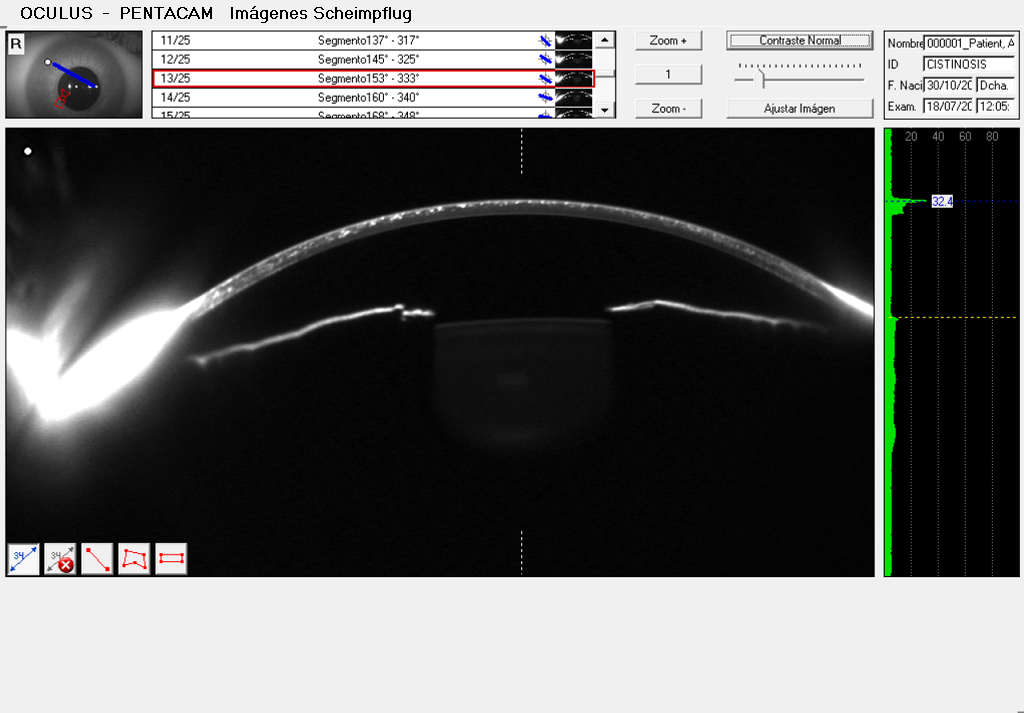 OCULUS - PENTACAM Imágenes Scheimpflug
R
11/25 Segmento137° - 317°
12/25 Segmento145° - 325°
13/25 Segmento153° - 333°
14/25 Segmento160° - 340°
15/25 Segmento168° - 348°
Zoom +
1
Zoom -
Contraste Normal
Ajustar Imágen
Nombre 000001_Patient, A
ID CISTINOSIS
F. Naci 30/10/20 Dcha.
Exam. 18/07/20 12:05:
20 40 60 80
32.4
34 34